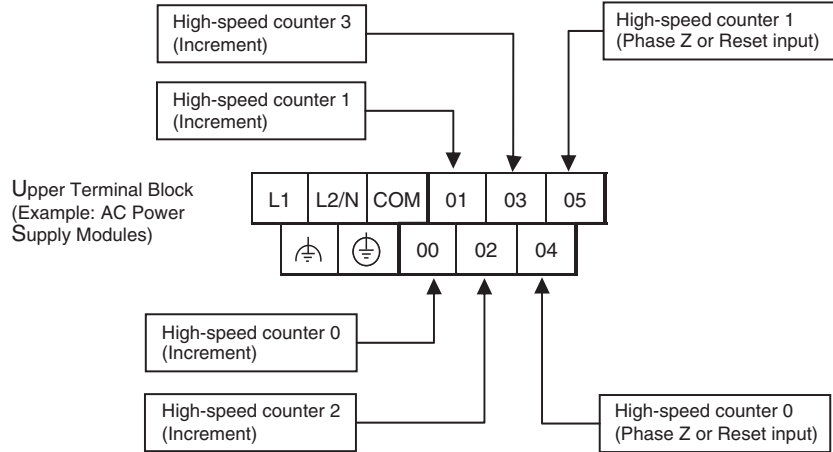 High-speed counter 3
(Increment)
High-speed counter 1
(Phase Z or Reset input)
High-speed counter 1
(Increment)
Upper Terminal Block
(Example: AC Power
Supply Modules)
L1 L2/N COM 01 03 05
00 02 04
High-speed counter 0
(Increment)
High-speed counter 2
(Increment)
High-speed counter 0
(Phase Z or Reset input)